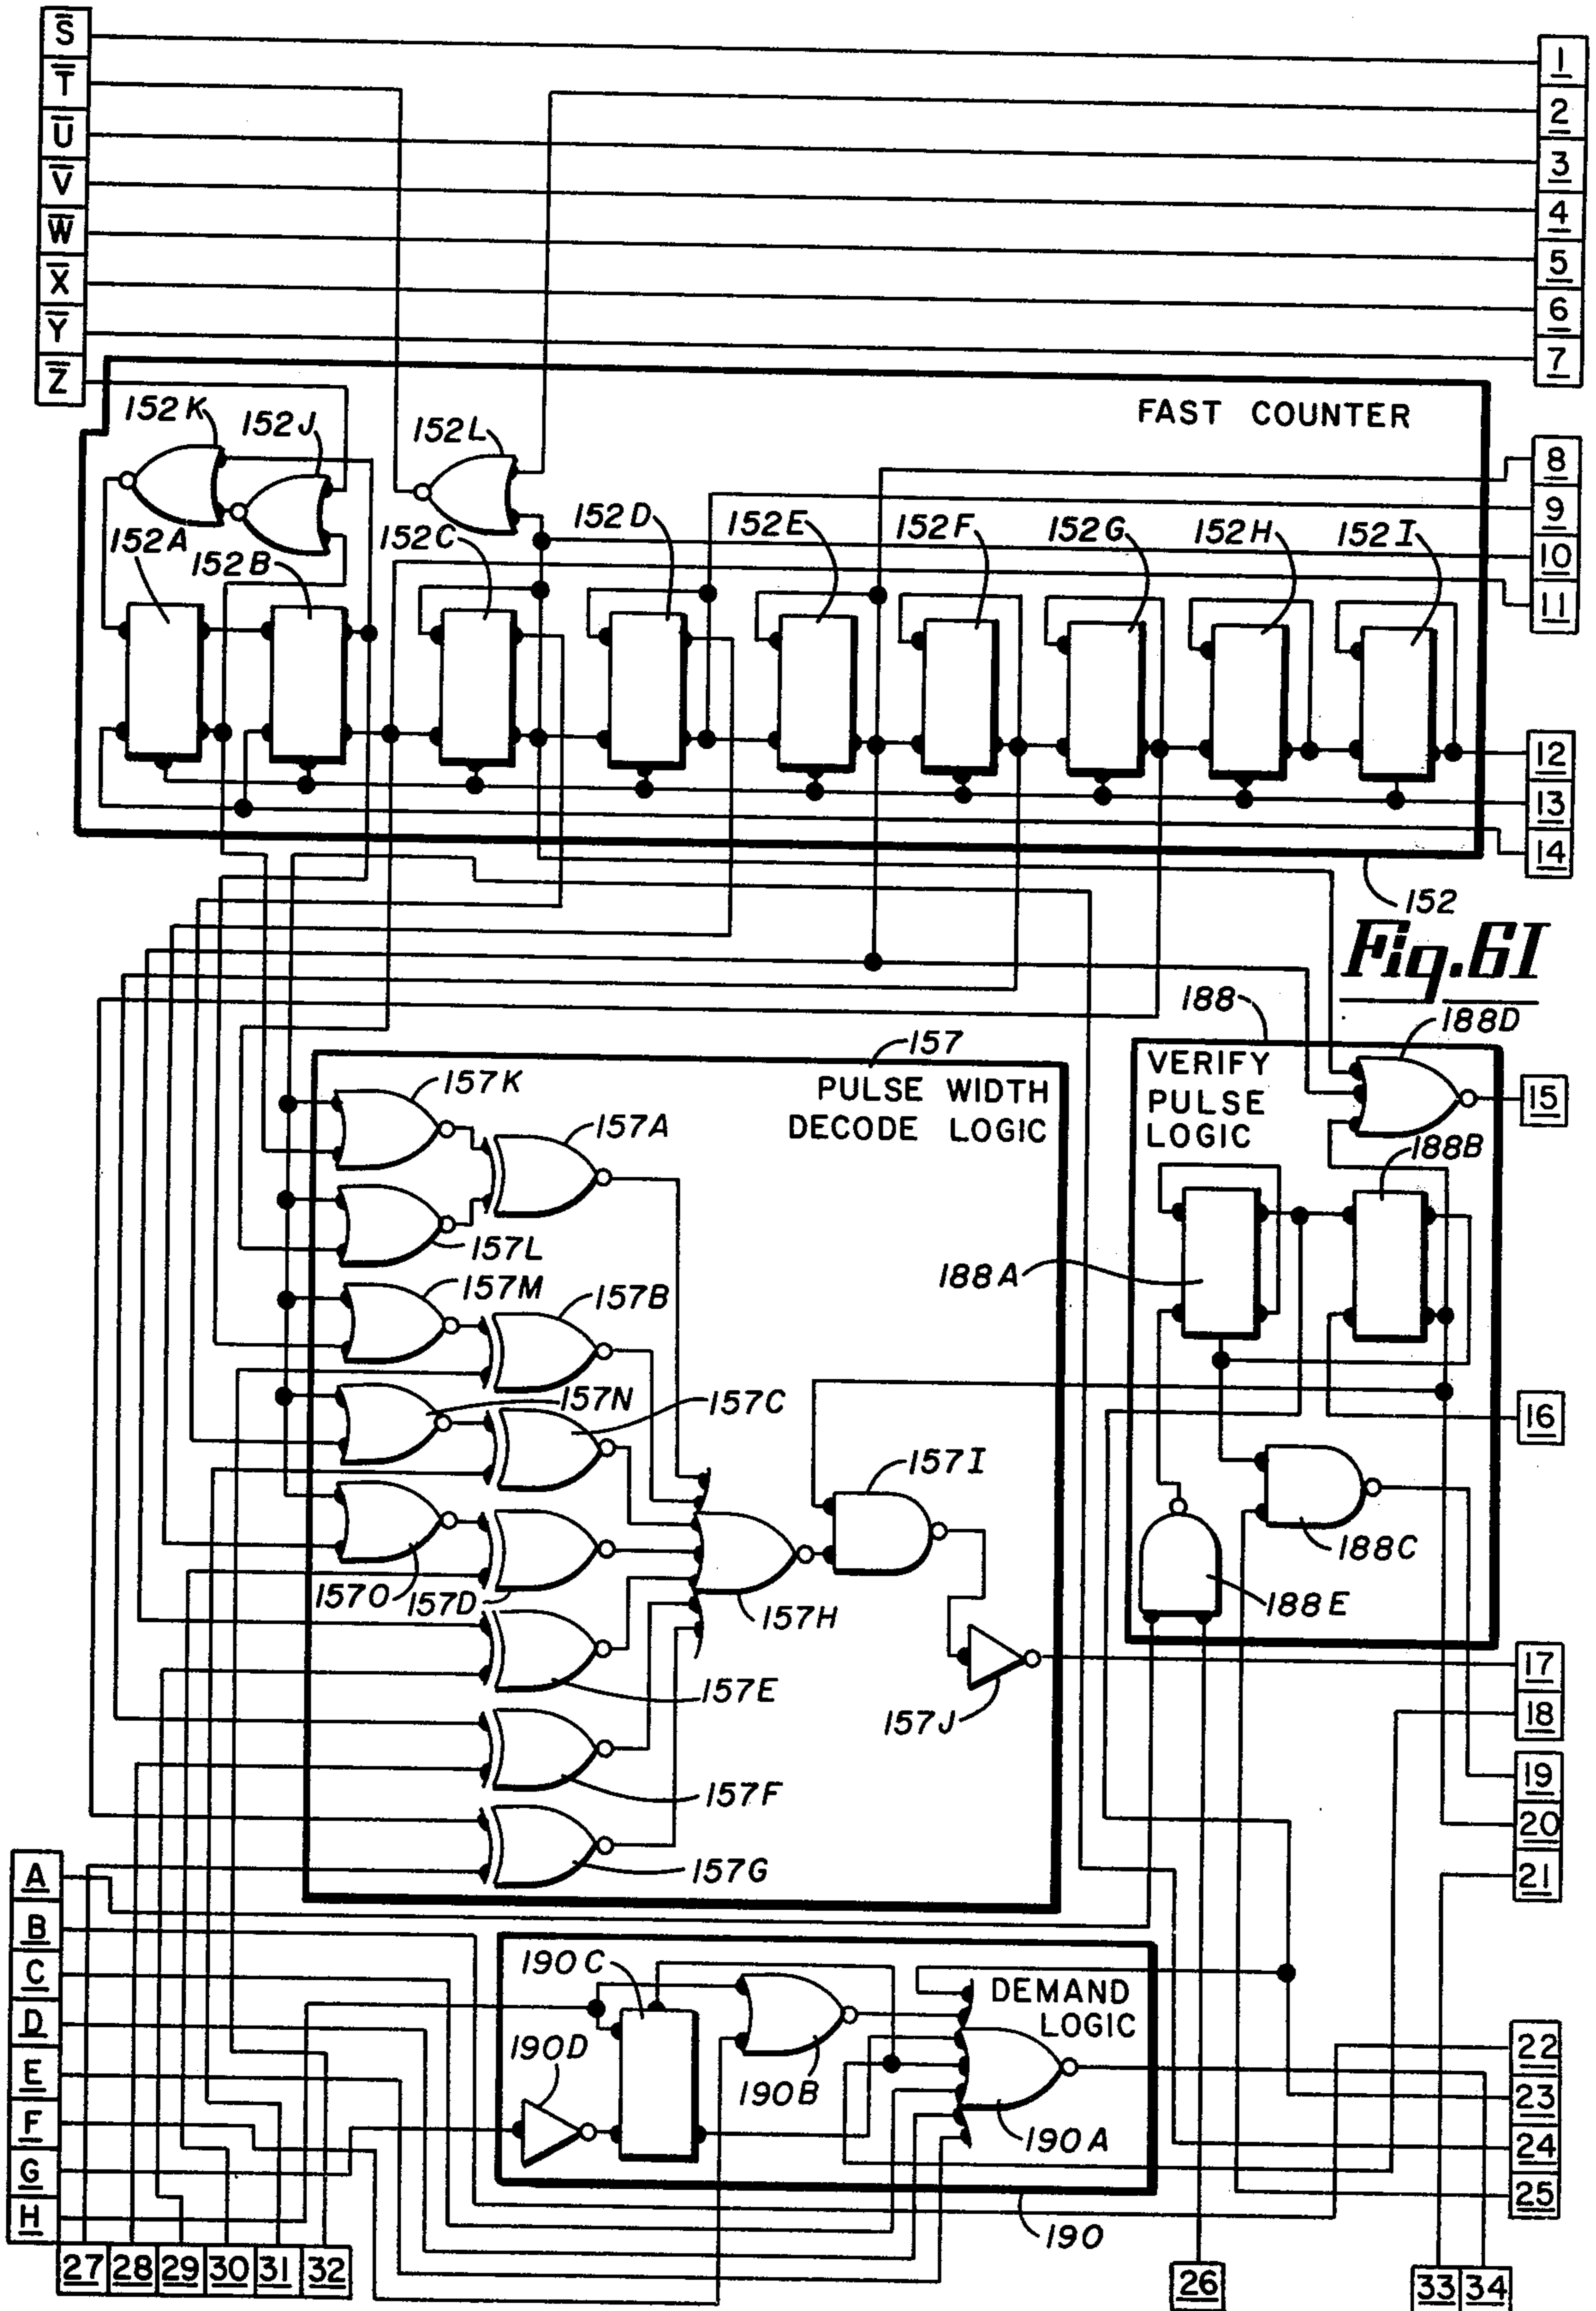 S̅
T̅
U̅
V̅
W̅
X̅
Y̅
Z̅
1
2
3
4
5
6
7
FAST COUNTER
152K
152J
152L
152A
152B
152C
152D
152E
152F
152G
152H
152I
8
9
10
11
12
13
14
152
Fig. 6I
157
PULSE WIDTH
DECODE LOGIC
157K
157A
157L
157M
157B
157N
157C
157I
157O
157D
157H
157E
157J
157F
157G
188
188D
VERIFY
PULSE
LOGIC
188B
188A
188C
188E
15
16
17
18
19
20
21
A
B
C
D
E
F
G
H
190C
DEMAND
LOGIC
190D
190B
190A
190
22
23
24
25
27
28
29
30
31
32
26
33
34